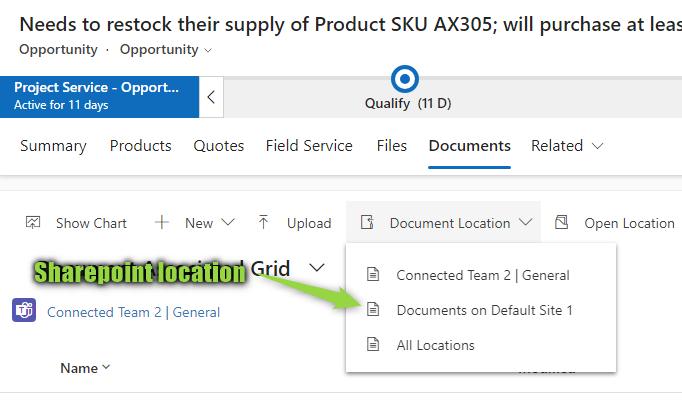 Needs to restock their supply of Product SKU AX305; will purchase at leas
Opportunity · Opportunity
Project Service - Opport...
Active for 11 days
Qualify (11 D)
Summary Products Quotes Field Service Files Documents Related
Show Chart New Upload Document Location Open Location
Sharepoint location
Grid
Connected Team 2 | General
Documents on Default Site 1
All Locations
Connected Team 2 | General
Name